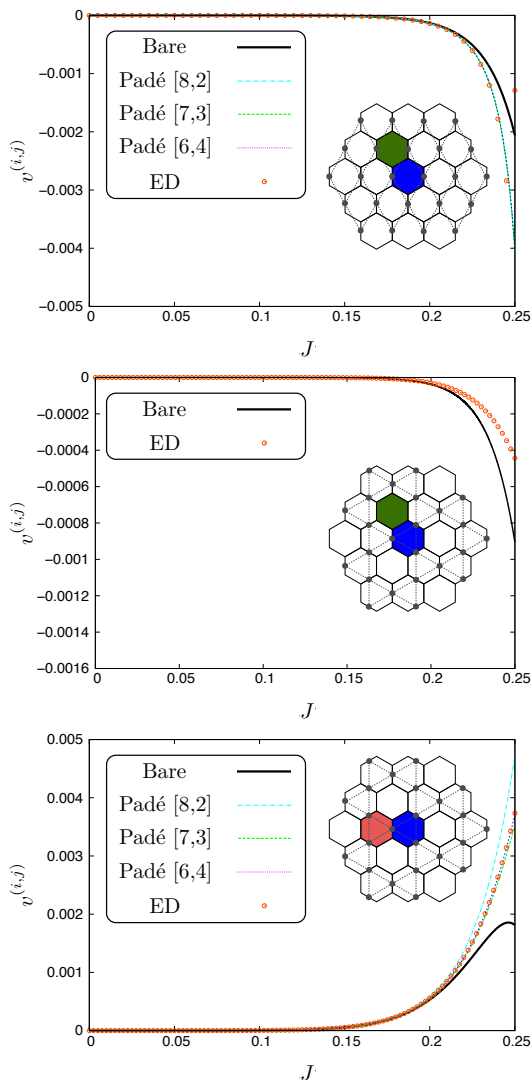 0
−0.001
−0.002
−0.003
−0.004
−0.005
v(i,j)
Bare
Padé [8,2]
Padé [7,3]
Padé [6,4]
ED
0 0.05 0.1 0.15 0.2 0.25
J
0
−0.0002
−0.0004
−0.0006
−0.0008
−0.001
−0.0012
−0.0014
−0.0016
v(i,j)
Bare
ED
0 0.05 0.1 0.15 0.2 0.25
J
0.005
0.004
0.003
0.002
0.001
0
v(i,j)
Bare
Padé [8,2]
Padé [7,3]
Padé [6,4]
ED
0 0.05 0.1 0.15 0.2 0.25
J